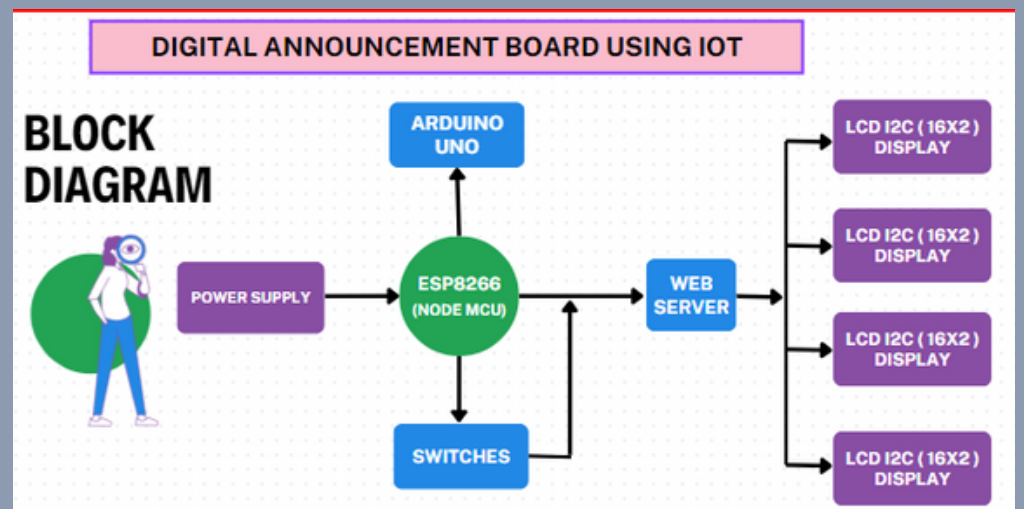 DIGITAL ANNOUNCEMENT BOARD USING IOT
BLOCK
DIAGRAM
ARDUINO
UNO
POWER SUPPLY
ESP8266
(NODE MCU)
SWITCHES
WEB
SERVER
LCD I2C ( 16X2 )
DISPLAY
LCD I2C ( 16X2 )
DISPLAY
LCD I2C ( 16X2 )
DISPLAY
LCD I2C ( 16X2 )
DISPLAY